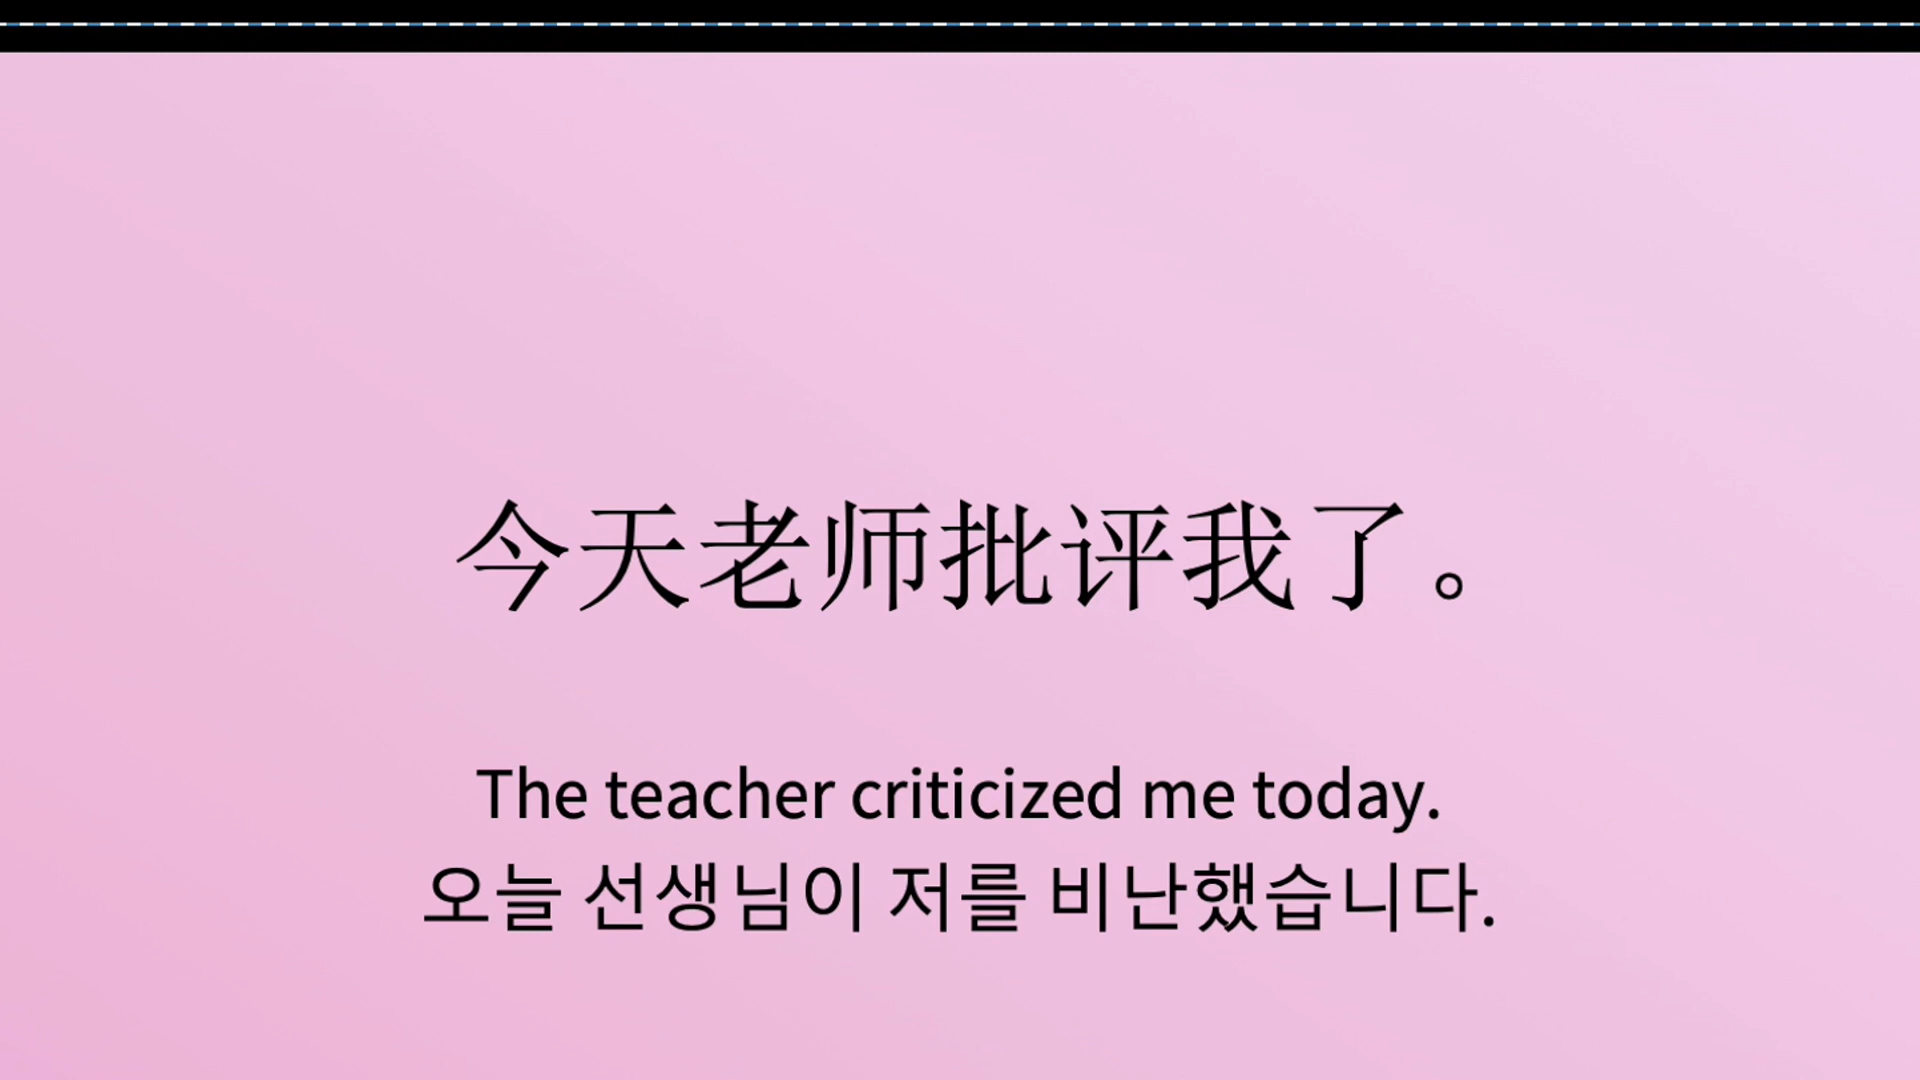 今天老师批评我了。
The teacher criticized me today.
오늘 선생님이 저를 비난했습니다.